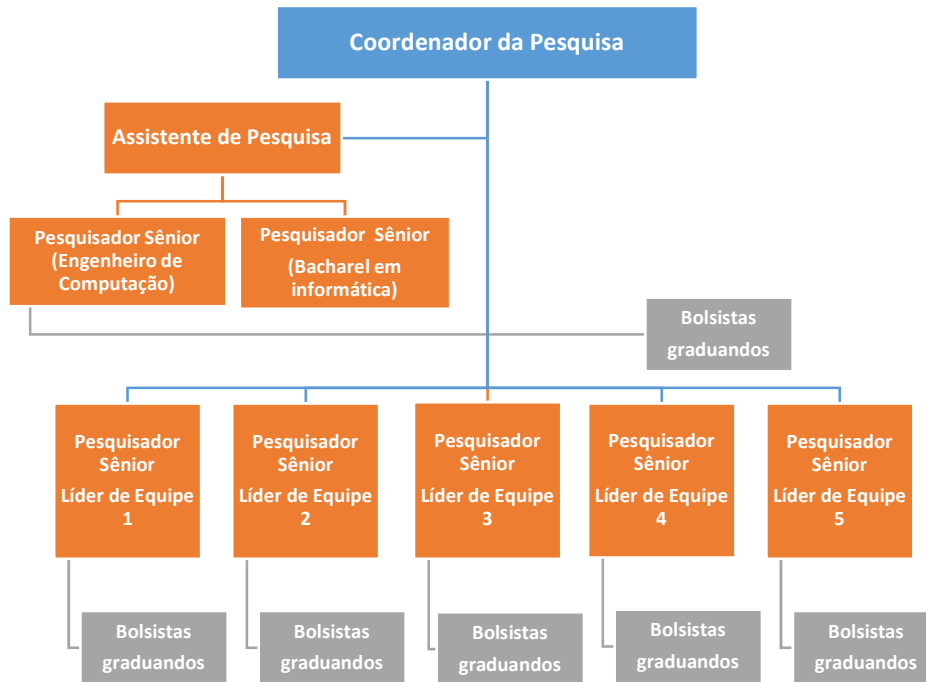 Coordenador da Pesquisa
Assistente de Pesquisa
Pesquisador Sênior
(Engenheiro de
Computação)
Pesquisador Sênior
(Bacharel em
informática)
Bolsistas
graduandos
Pesquisador
Sênior
Líder de Equipe
1
Pesquisador
Sênior
Líder de Equipe
2
Pesquisador
Sênior
Líder de Equipe
3
Pesquisador
Sênior
Líder de Equipe
4
Pesquisador
Sênior
Líder de Equipe
5
Bolsistas
graduandos
Bolsistas
graduandos
Bolsistas
graduandos
Bolsistas
graduandos
Bolsistas
graduandos